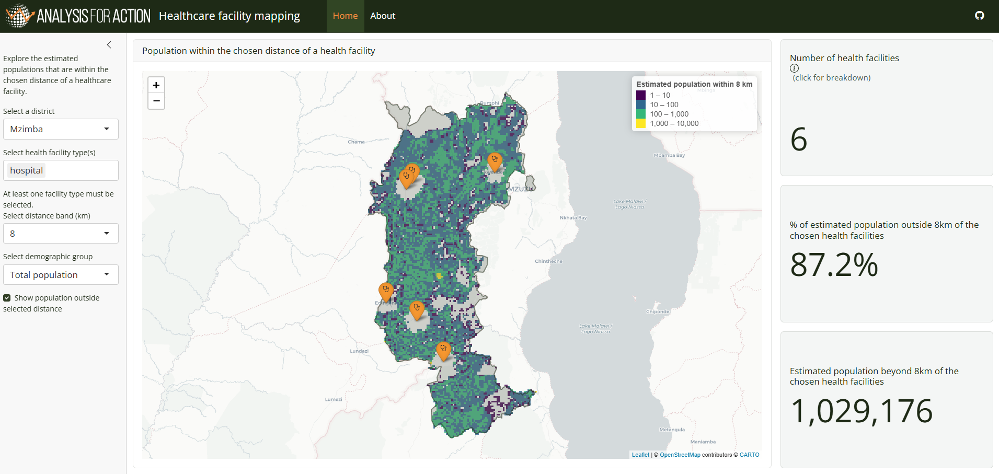 ANALYSIS FOR ACTION
Healthcare facility mapping
Home
About
Explore the estimated
populations that are within the
chosen distance of a healthcare
facility.
Select a district
Mzimba
Select health facility type(s)
hospital
At least one facility type must be
selected.
Select distance band (km)
8
Select demographic group
Total population
Show population outside
selected distance
Population within the chosen distance of a health facility
+
−
Estimated population within 8 km
1 – 10
10 – 100
100 – 1,000
1,000 – 10,000
Mbinga
Rumphi
Chama
Mbamba Bay
MZUZU
Lake Malawi /
Lago Niassa
Nkhata Bay
Chintheche
Chiponde
Lake Malawi /
Lago Niassa
Lundazi
Lumezi
Metangula
Maniamba
Leaflet | © OpenStreetMap contributors © CARTO
Number of health facilities
(click for breakdown)
6
% of estimated population outside 8km of the
chosen health facilities
87.2%
Estimated population beyond 8km of the
chosen health facilities
1,029,176